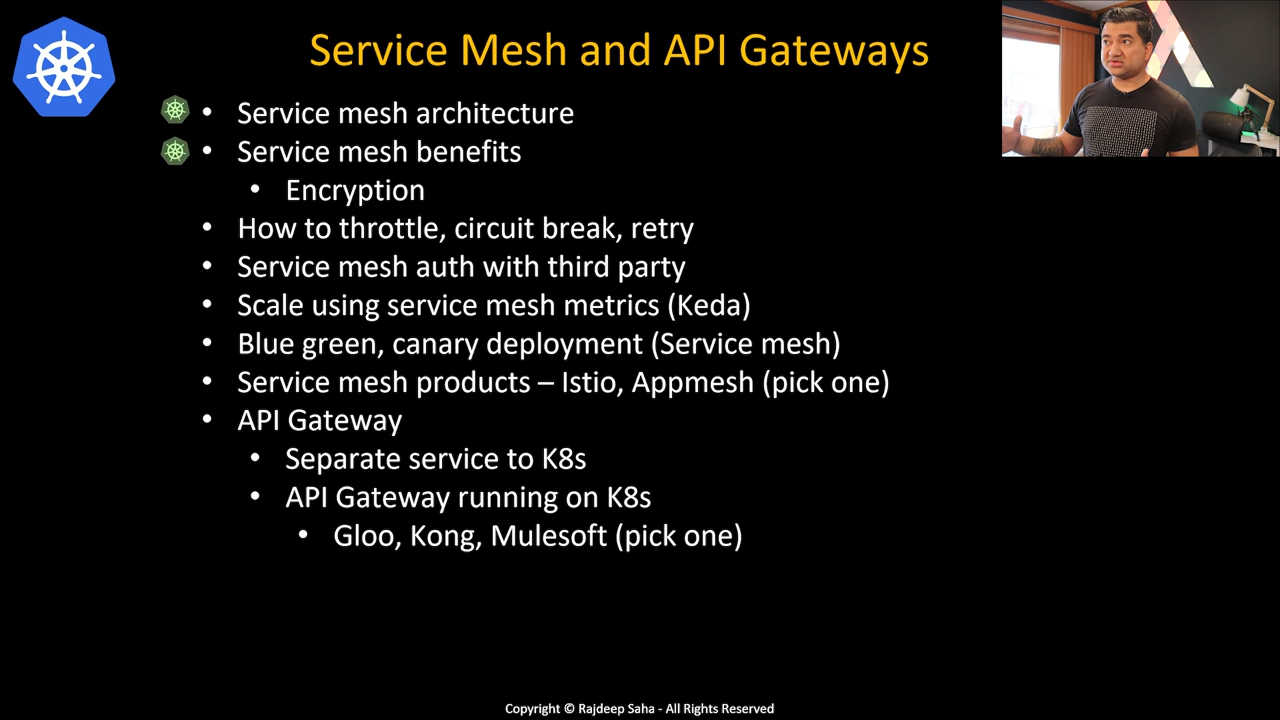 Service Mesh and API Gateways
• Service mesh architecture
• Service mesh benefits
• Encryption
• How to throttle, circuit break, retry
• Service mesh auth with third party
• Scale using service mesh metrics (Keda)
• Blue green, canary deployment (Service mesh)
• Service mesh products – Istio, Appmesh (pick one)
• API Gateway
• Separate service to K8s
• API Gateway running on K8s
• Gloo, Kong, Mulesoft (pick one)
Copyright © Rajdeep Saha - All Rights Reserved